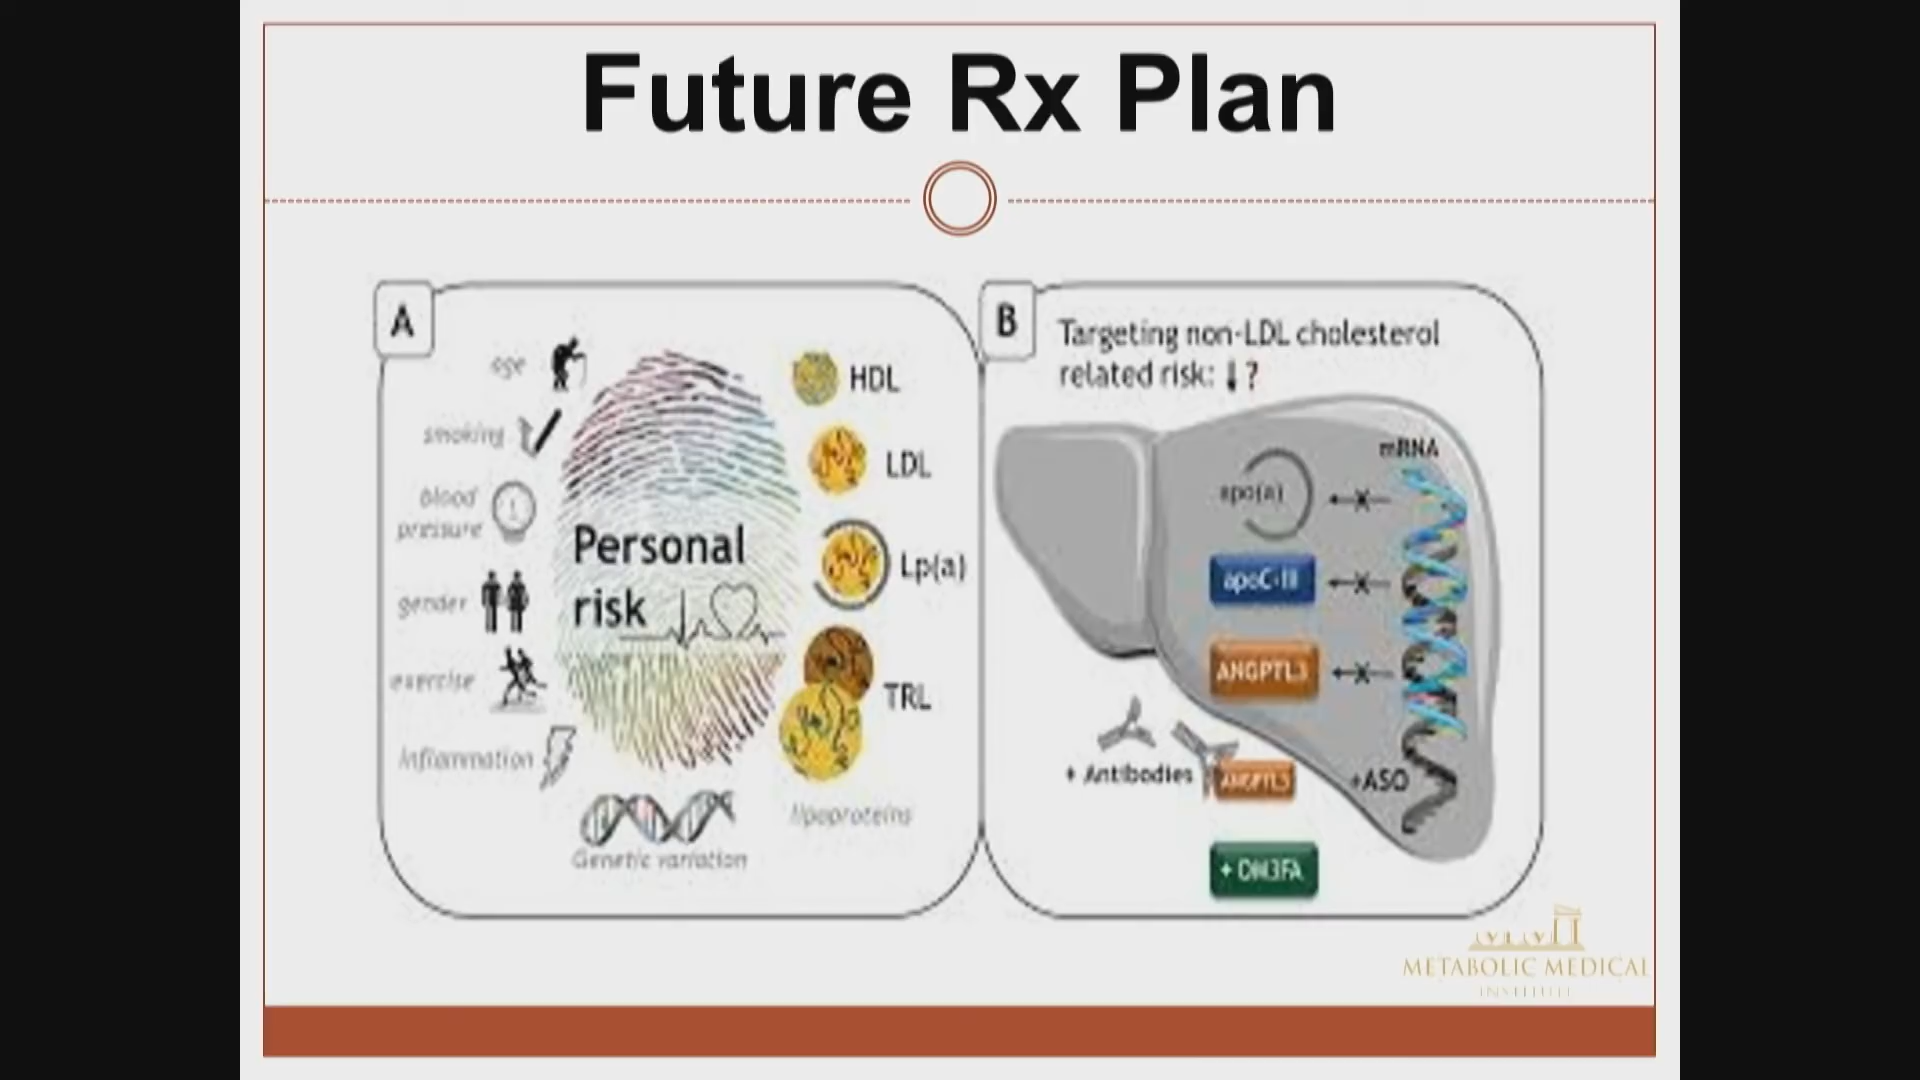 Future Rx Plan
A
age
smoking
blood
pressure
gender
exercise
Inflammation
Personal
risk
Genetic variation
HDL
LDL
Lp(a)
TRL
lipoproteins
B
Targeting non-LDL cholesterol
related risk: ↓?
mRNA
apo(a)
apoC-III
ANGPTL3
+ Antibodies
ANGPTL3
+ASO
+ OM3FA
METABOLIC MEDICAL
INSTITUTE